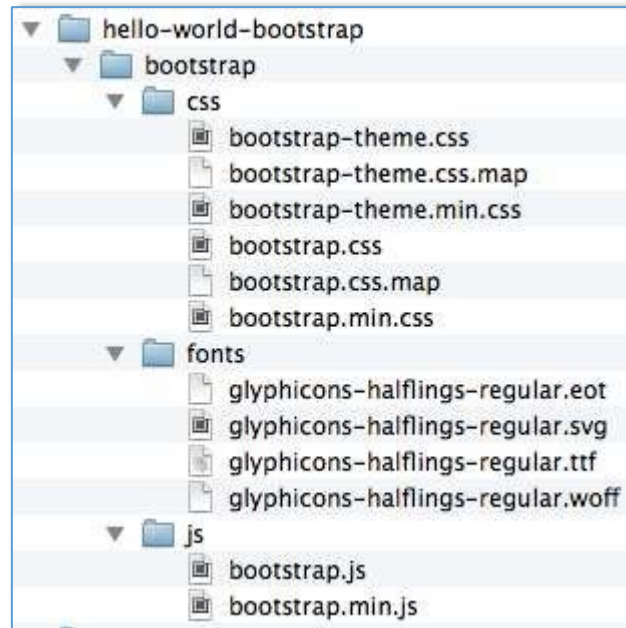 hello-world-bootstrap
bootstrap
css
bootstrap-theme.css
bootstrap-theme.css.map
bootstrap-theme.min.css
bootstrap.css
bootstrap.css.map
bootstrap.min.css
fonts
glyphicons-halflings-regular.eot
glyphicons-halflings-regular.svg
glyphicons-halflings-regular.ttf
glyphicons-halflings-regular.woff
js
bootstrap.js
bootstrap.min.js